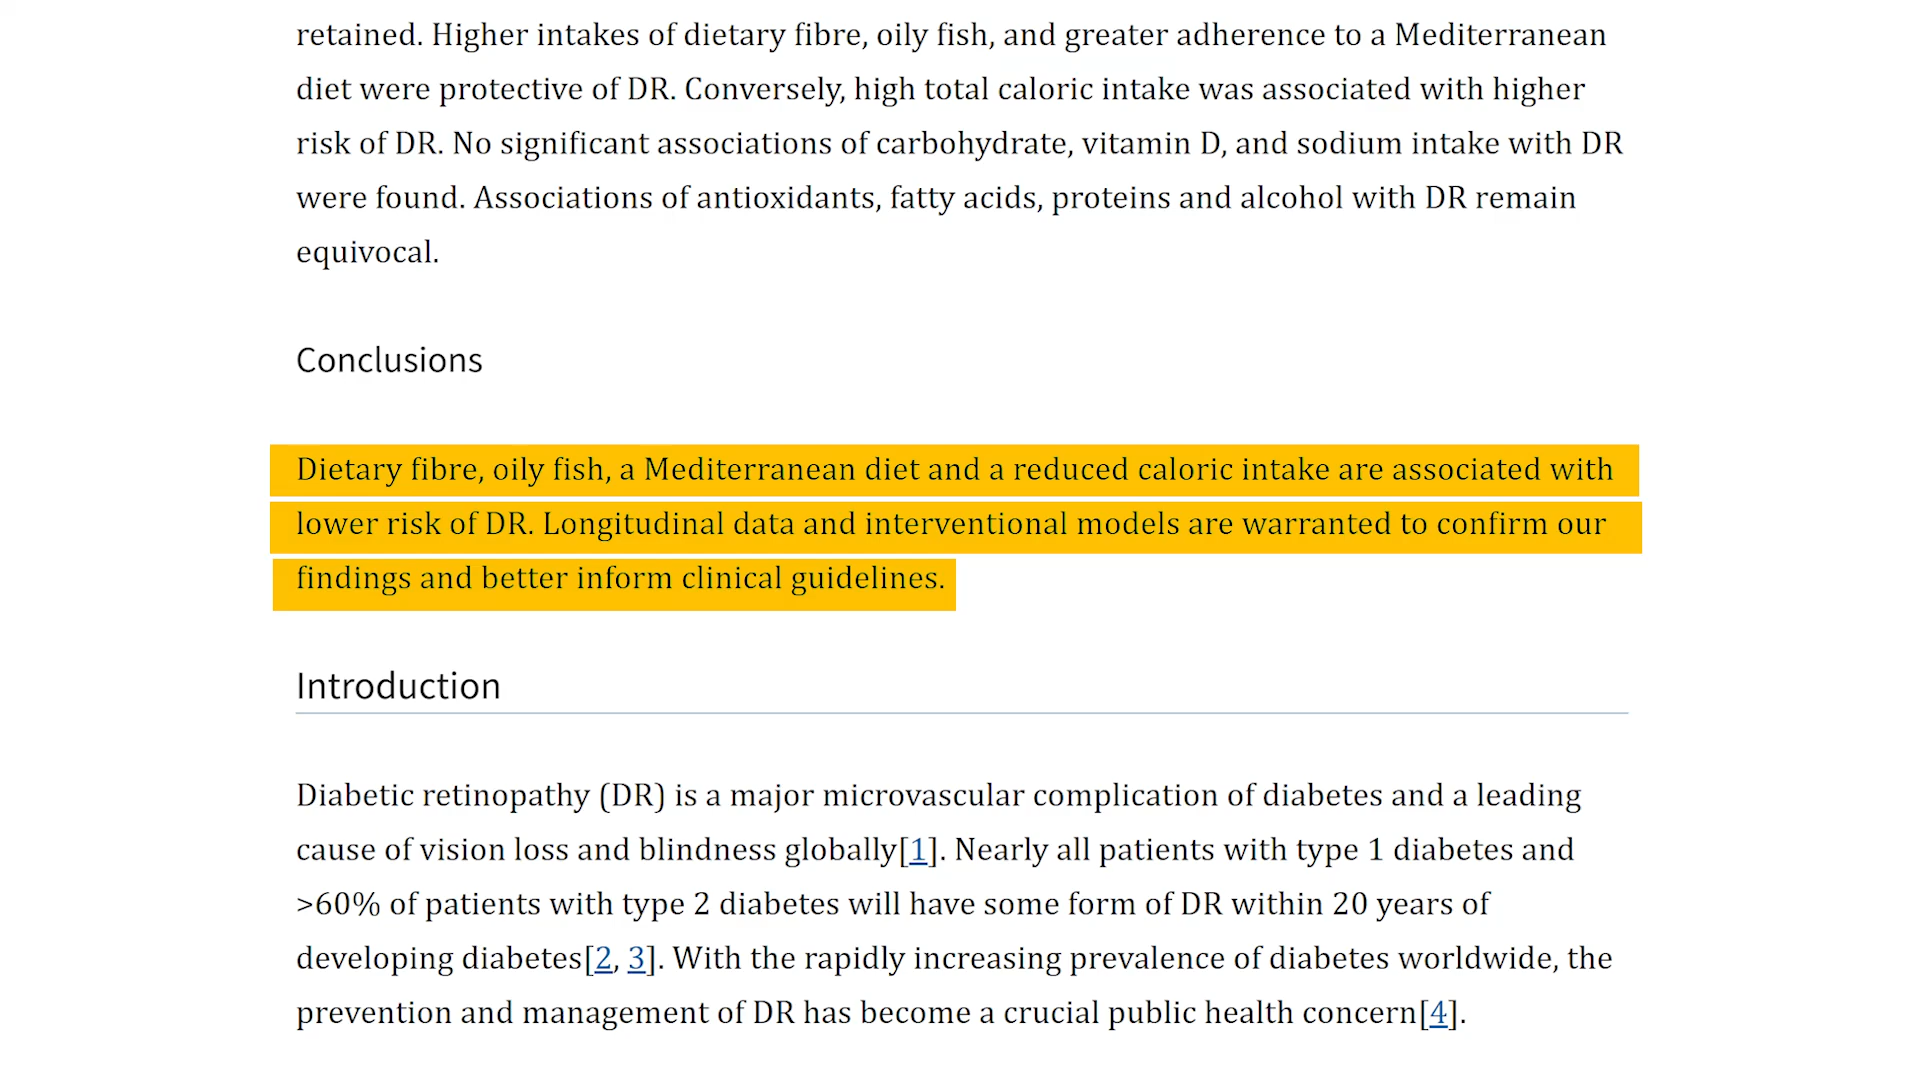 retained. Higher intakes of dietary fibre, oily fish, and greater adherence to a Mediterranean
diet were protective of DR. Conversely, high total caloric intake was associated with higher
risk of DR. No significant associations of carbohydrate, vitamin D, and sodium intake with DR
were found. Associations of antioxidants, fatty acids, proteins and alcohol with DR remain
equivocal.
Conclusions
Dietary fibre, oily fish, a Mediterranean diet and a reduced caloric intake are associated with
lower risk of DR. Longitudinal data and interventional models are warranted to confirm our
findings and better inform clinical guidelines.
Introduction
Diabetic retinopathy (DR) is a major microvascular complication of diabetes and a leading
cause of vision loss and blindness globally[1]. Nearly all patients with type 1 diabetes and
>60% of patients with type 2 diabetes will have some form of DR within 20 years of
developing diabetes[2, 3]. With the rapidly increasing prevalence of diabetes worldwide, the
prevention and management of DR has become a crucial public health concern[4].